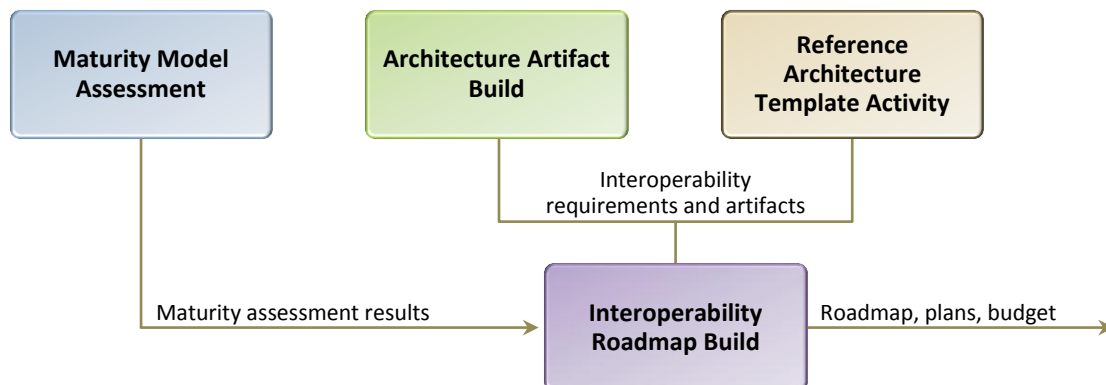 Maturity Model
Assessment
Architecture Artifact
Build
Reference
Architecture
Template Activity
Interoperability
requirements and artifacts
Maturity assessment results
Interoperability
Roadmap Build
Roadmap, plans, budget